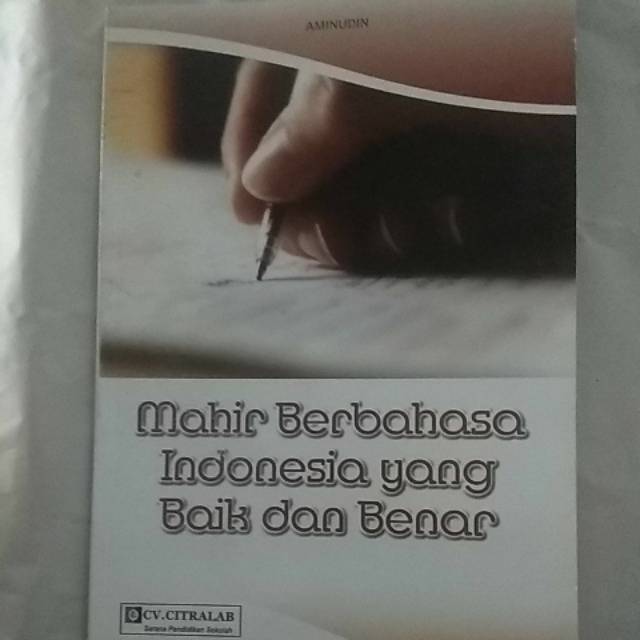 AMINUDIN
Mahir Berbahasa
Indonesia yang
Baik dan Benar
CV.CITRALAB
Sarana Pendidikan Sekolah